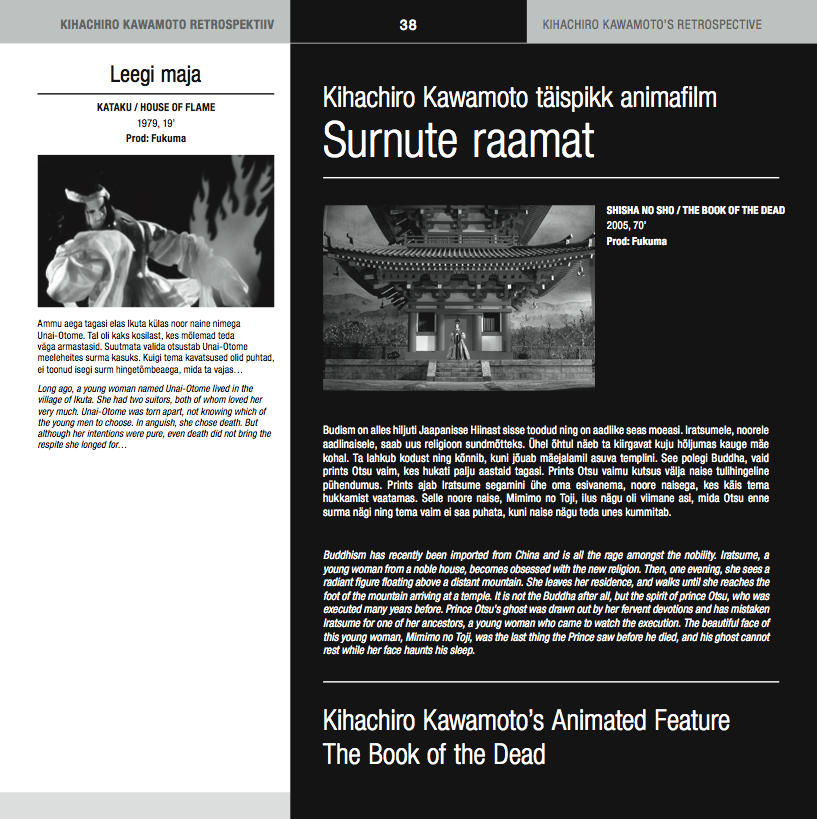 KIHACHIRO KAWAMOTO RETROSPEKTIIV
38
KIHACHIRO KAWAMOTO'S RETROSPECTIVE
Leegi maja
KATAKU / HOUSE OF FLAME
1979, 19'
Prod: Fukuma
Ammu aega tagasi elas Ikuta külas noor naine nimega
Unai-Otome. Tal oli kaks kosilast, kes mõlemad teda
väga armastasid. Suutmata valida otsustab Unai-Otome
meeleheites surma kasuks. Kuigi tema kavatsused olid puhtad,
ei toonud isegi surm hingetõmbeaega, mida ta vajas…
Long ago, a young woman named Unai-Otome lived in the
village of Ikuta. She had two suitors, both of whom loved her
very much. Unai-Otome was torn apart, not knowing which of
the young men to choose. In anguish, she chose death. But
although her intentions were pure, even death did not bring the
respite she longed for…
Kihachiro Kawamoto täispikk animafilm
Surnute raamat
SHISHA NO SHO / THE BOOK OF THE DEAD
2005, 70'
Prod: Fukuma
Budism on alles hiljuti Jaapanisse Hiinast sisse toodud ning on aadlike seas moeasi. Iratsumele, noorele
aadlinaisele, saab uus religioon sundmõtteks. Ühel õhtul näeb ta kiirgavat kuju hõljumas kauge mäe
kohal. Ta lahkub kodust ning kõnnib, kuni jõuab mäejalamil asuva templini. See polegi Buddha, vaid
prints Otsu vaim, kes hukati palju aastaid tagasi. Prints Otsu vaimu kutsus välja naise tulihingeline
pühendumus. Prints ajab Iratsume segamini ühe oma esivanema, noore naisega, kes käis tema
hukkamist vaatamas. Selle noore naise, Mimimo no Toji, ilus nägu oli viimane asi, mida Otsu enne
surma nägi ning tema vaim ei saa puhata, kuni naise nägu teda unes kummitab.
Buddhism has recently been imported from China and is all the rage amongst the nobility. Iratsume, a
young woman from a noble house, becomes obsessed with the new religion. Then, one evening, she sees a
radiant figure floating above a distant mountain. She leaves her residence, and walks until she reaches the
foot of the mountain arriving at a temple. It is not the Buddha after all, but the spirit of prince Otsu, who was
executed many years before. Prince Otsu's ghost was drawn out by her fervent devotions and has mistaken
Iratsume for one of her ancestors, a young woman who came to watch the execution. The beautiful face of
this young woman, Mimimo no Toji, was the last thing the Prince saw before he died, and his ghost cannot
rest while her face haunts his sleep.
Kihachiro Kawamoto's Animated Feature
The Book of the Dead